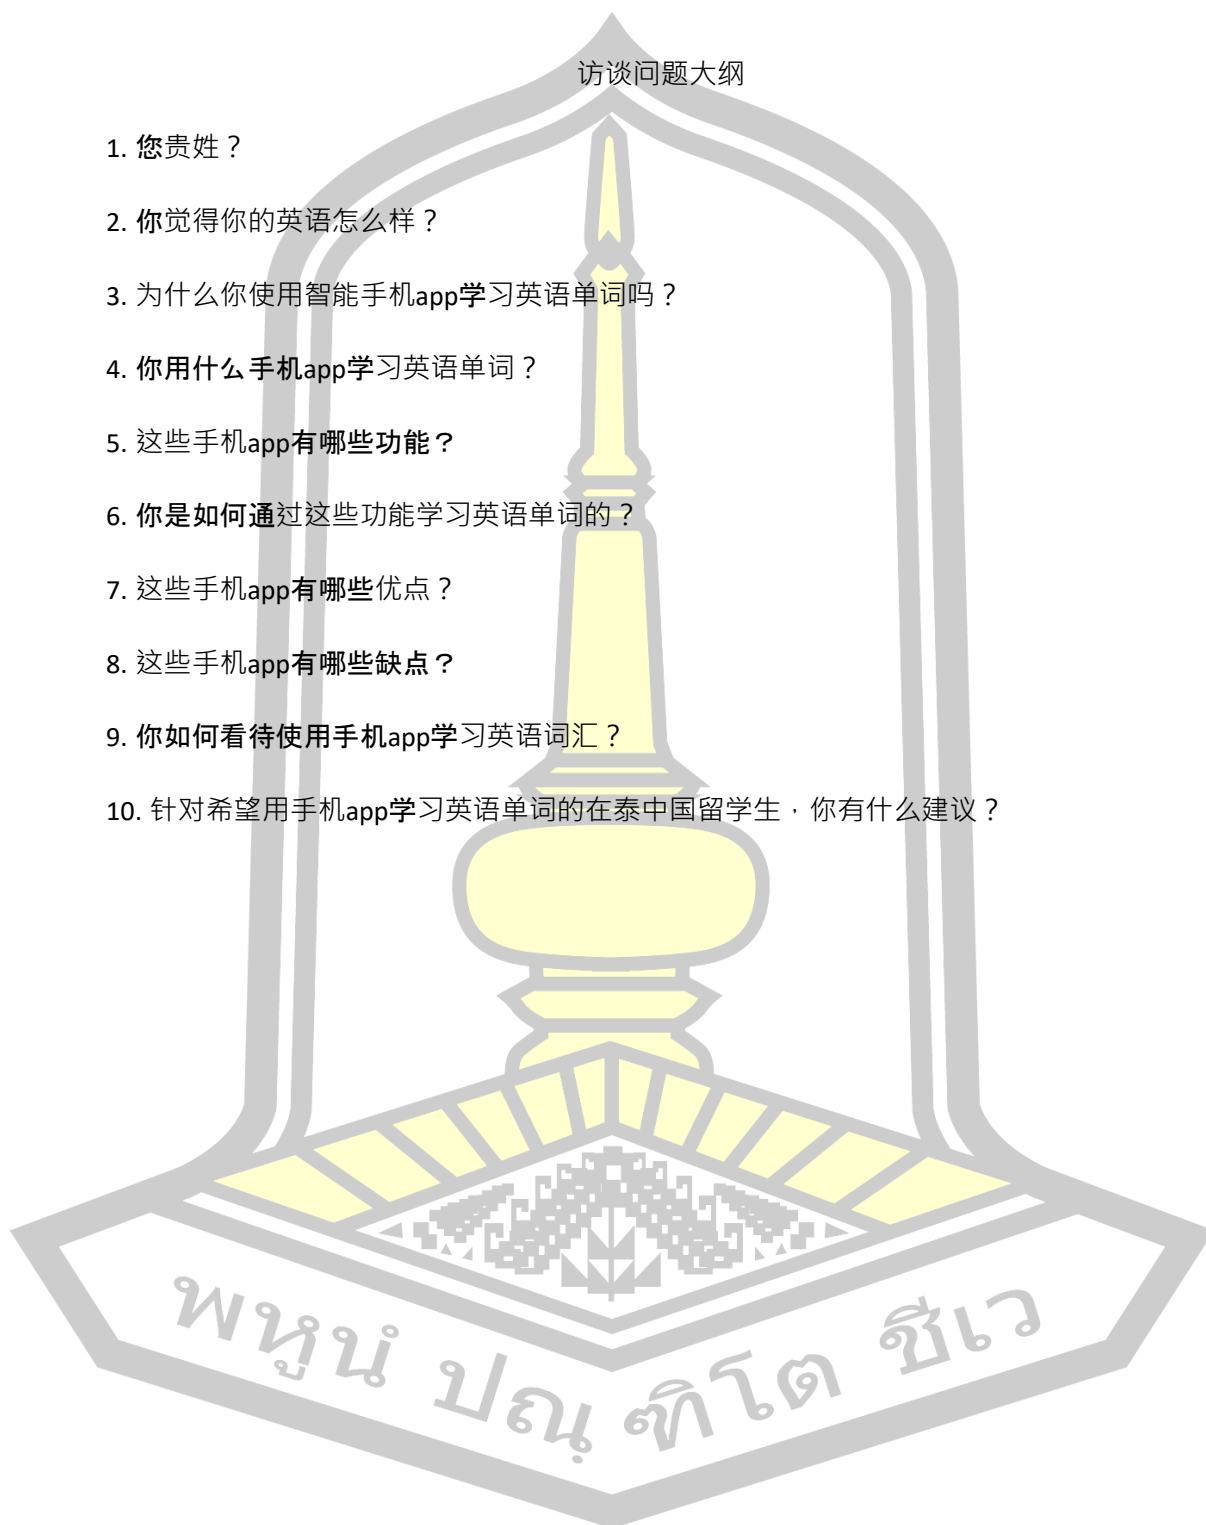 访谈问题大纲
1. 您贵姓？
2. 你觉得你的英语怎么样？
3. 为什么你使用智能手机app学习英语单词吗？
4. 你用什么手机app学习英语单词？
5. 这些手机app有哪些功能？
6. 你是如何通过这些功能学习英语单词的？
7. 这些手机app有哪些优点？
8. 这些手机app有哪些缺点？
9. 你如何看待使用手机app学习英语词汇？
10. 针对希望用手机app学习英语单词的在泰中国留学生，你有什么建议？
พหูนํ ปณฺฑิโต ชีเว